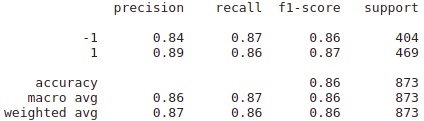 precision recall f1-score support
-1 0.84 0.87 0.86 404
1 0.89 0.86 0.87 469
accuracy 0.86 873
macro avg 0.86 0.87 0.86 873
weighted avg 0.87 0.86 0.86 873